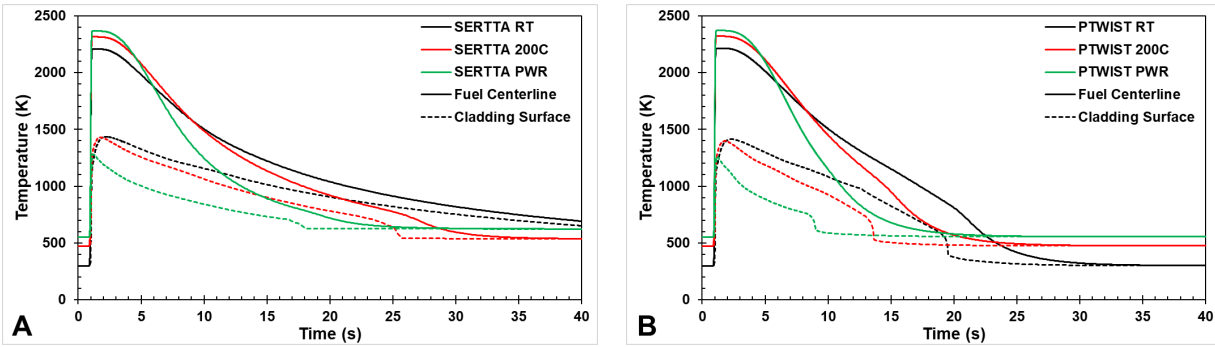 A
2500
2000
1500
1000
500
0
Temperature (K)
0 5 10 15 20 25 30 35 40
Time (s)
SERTTA RT
SERTTA 200C
SERTTA PWR
Fuel Centerline
Cladding Surface
B
2500
2000
1500
1000
500
0
Temperature (K)
0 5 10 15 20 25 30 35 40
Time (s)
PTWIST RT
PTWIST 200C
PTWIST PWR
Fuel Centerline
Cladding Surface